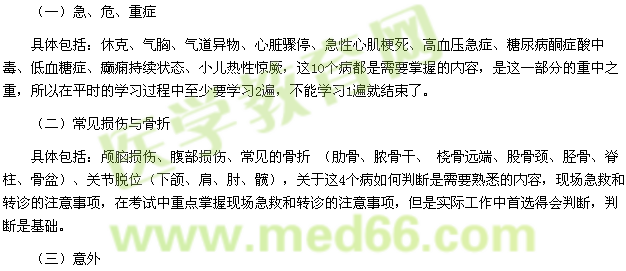 （一）急、危、重症
具体包括：休克、气胸、气道异物、心脏骤停、急性心肌梗死、高血压急症、糖尿病酮症酸中
毒、低血糖症、癫痫持续状态、小儿热性惊厥，这10个病都是需要掌握的内容，是这一部分的重中之
重，所以在平时的学习过程中至少要学习2遍，不能学习1遍就结束了。
（二）常见损伤与骨折
具体包括：颅脑损伤、腹部损伤、常见的骨折 （肋骨、肱骨干、 桡骨远端、股骨颈、胫骨、脊
柱、骨盆）、关节脱位（下颌、肩、肘、髋），关于这4个病如何判断是需要熟悉的内容，现场急救和
转诊的注意事项，在考试中重点掌握现场急救和转诊的注意事项，但是实际工作中首选得会判断，判
断是基础。
（三）意外
医学教育网
www.med66.com